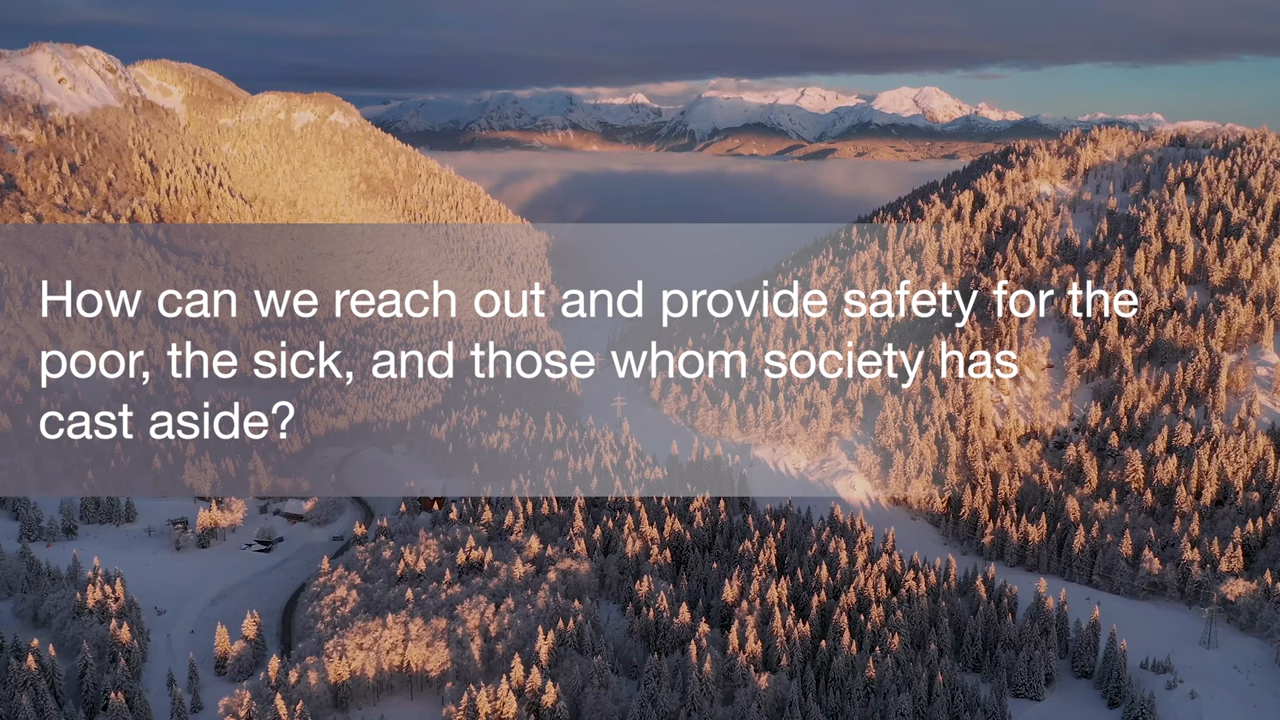 How can we reach out and provide safety for the
poor, the sick, and those whom society has
cast aside?